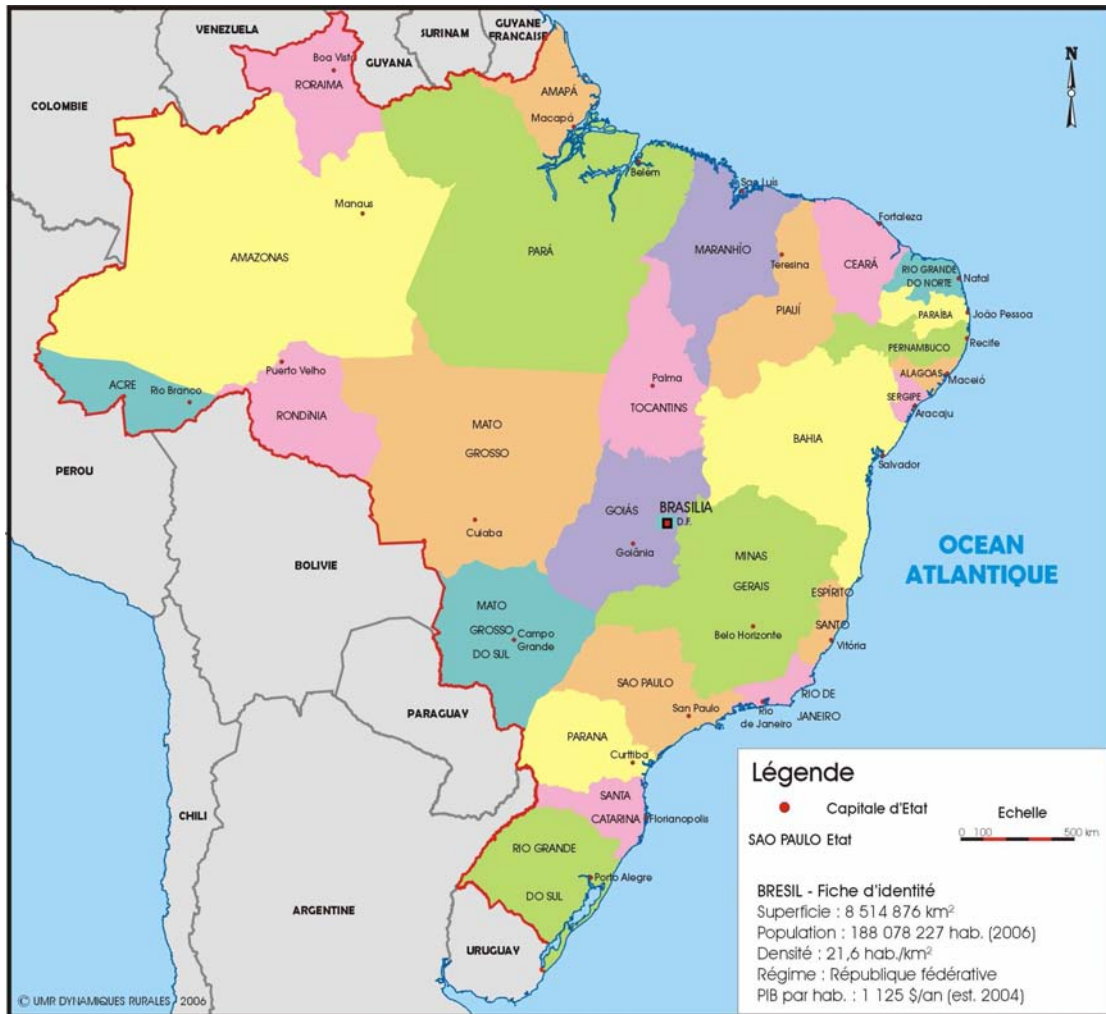 VENEZUELA
SURINAM
GUYANE
FRANCAISE
GUYANA
COLOMBIE
Boa Vista
RORAIMA
AMAPÁ
Macapá
N
Manaus
AMAZONAS
PARÁ
Belém
Sao Luís
MARANHÍO
Teresina
PIAUÍ
Fortaleza
CEARÁ
RIO GRANDE
DO NORTE
Natal
PARAÍBA
João Pessoa
PERNAMBUCO
Recife
ALAGOAS
Maceió
SERGIPE
Aracaju
ACRE
Rio Branco
Puerto Velho
RONDÍNIA
MATO
GROSSO
Cuiaba
Palma
TOCANTINS
BAHIA
Salvador
PEROU
BOLIVIE
GOIÁS
BRASILIA
D.F.
Goiânia
MINAS
GERAIS
Belo Horizonte
ESPÍRITO
SANTO
Vitória
OCEAN
ATLANTIQUE
MATO
GROSSO
DO SUL
Campo
Grande
SAO PAULO
San Paulo
RIO DE
JANEIRO
Rio
de Janeiro
PARAGUAY
PARANA
Curitiba
SANTA
CATARINA
Florianopolis
CHILI
RIO GRANDE
DO SUL
Porto Alegre
ARGENTINE
URUGUAY
Légende
Capitale d'Etat
SAO PAULO Etat
Echelle
0 100 500 km
BRESIL - Fiche d'identité
Superficie : 8 514 876 km²
Population : 188 078 227 hab. (2006)
Densité : 21,6 hab./km²
Régime : République fédérative
PIB par hab. : 1 125 $/an (est. 2004)
© UMR DYNAMIQUES RURALES 2006